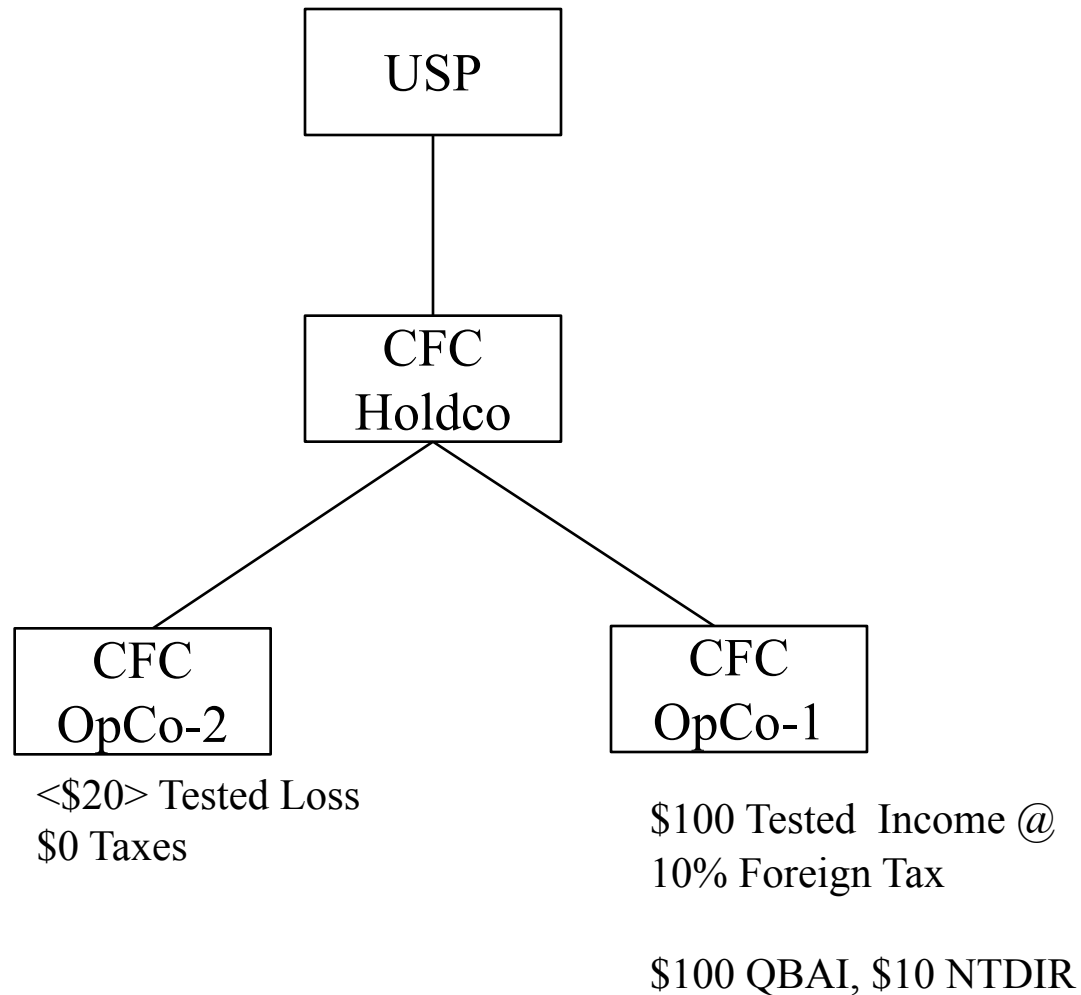 USP
CFC
Holdco
CFC
OpCo-2
<$20> Tested Loss
$0 Taxes
CFC
OpCo-1
$100 Tested Income @
10% Foreign Tax
$100 QBAI, $10 NTDIR